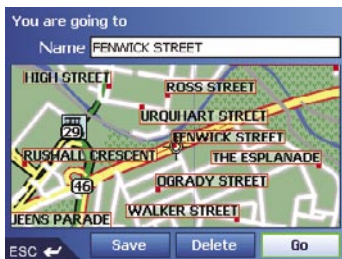 You are going to
Name FENWICK STREET
HIGH STREET
ROSS STREET
URQUHART STREET
29
FENWICK STREET
RUSHALL CRESCENT
THE ESPLANADE
46
OGRADY STREET
WALKER STREET
JEENS PARADE
ESC Save Delete Go